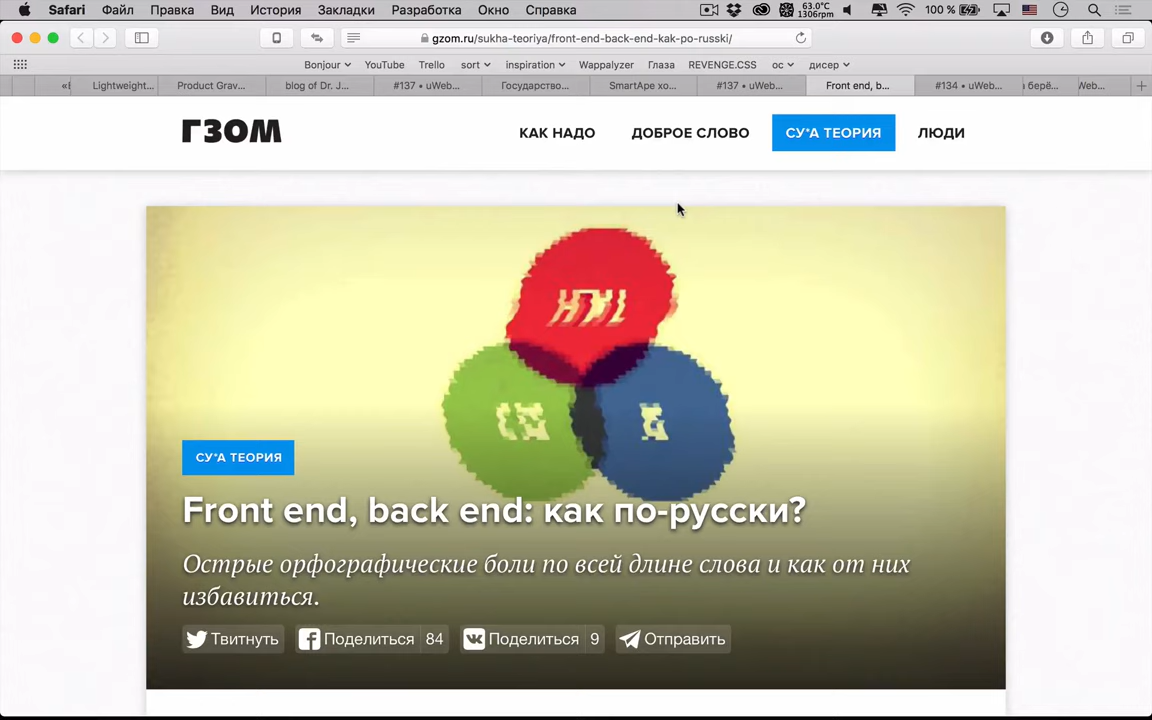 Safari Файл Правка Вид История Закладки Разработка Окно Справка 63.0°C 1306rpm 100 %
gzom.ru/sukha-teoriya/front-end-back-end-kak-po-russki/
Bonjour YouTube Trello sort inspiration Wappalyzer Глаза REVENGE.CSS ос дисер
Lightweight... Product Grav... blog of Dr. J... #137 • uWeb... Государство... SmartApe хо... #137 • uWeb... Front end, b... #134 • uWeb... берё... Web...
ГЗОМ КАК НАДО ДОБРОЕ СЛОВО СУ*А ТЕОРИЯ ЛЮДИ
HTML
СУ*А ТЕОРИЯ
Front end, back end: как по-русски?
Острые орфографические боли по всей длине слова и как от них
избавиться.
Твитнуть Поделиться 84 Поделиться 9 Отправить